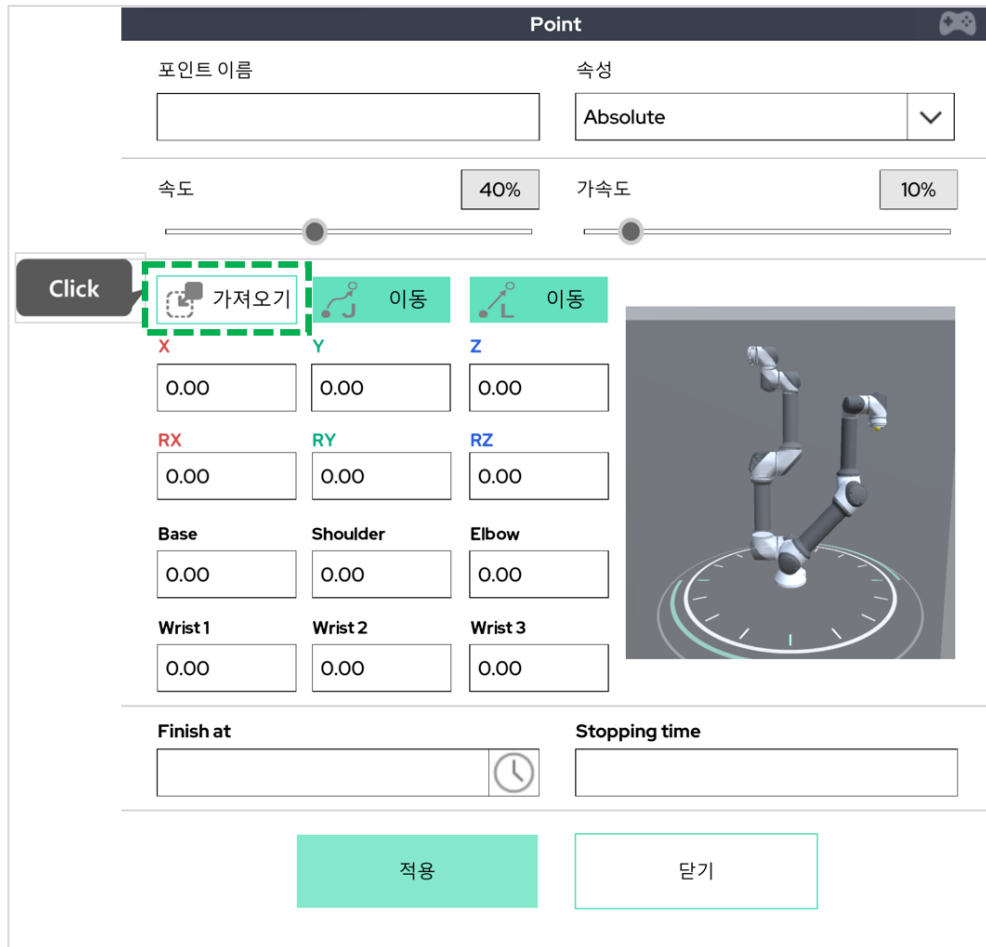 Point
포인트 이름 속성
Absolute
속도 40% 가속도 10%
Click 가져오기 J 이동 L 이동
X Y Z
0.00 0.00 0.00
RX RY RZ
0.00 0.00 0.00
Base Shoulder Elbow
0.00 0.00 0.00
Wrist 1 Wrist 2 Wrist 3
0.00 0.00 0.00
Finish at Stopping time
적용 닫기